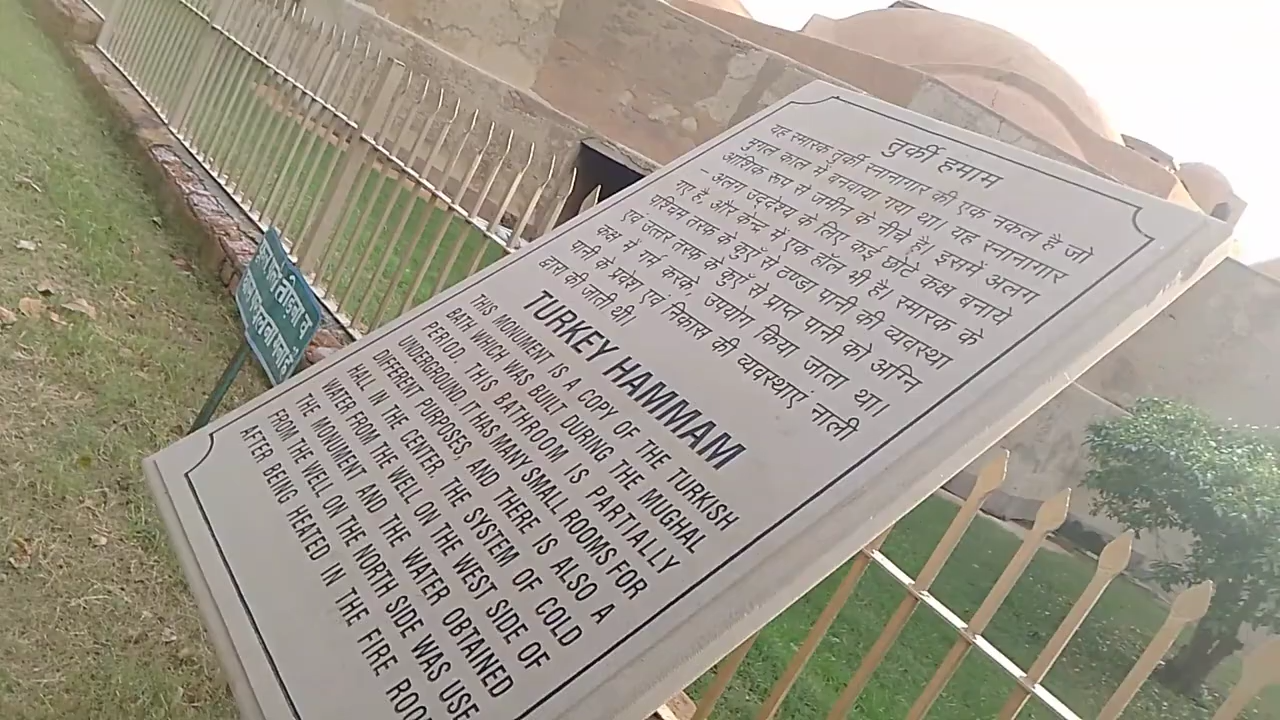 तुर्की हमाम
यह स्मारक तुर्की स्नानागार की एक नकल है जो
मुगल काल में बनवाया गया था। यह स्नानागार
आंशिक रूप से जमीन के नीचे है। इसमें अलग
- अलग उद्देश्य के लिए कई छोटे कक्ष बनाये
गए है, और केन्द्र में एक हॉल भी है। स्मारक के
पश्चिम तरफ के कुएँ से ठण्डा पानी की व्यवस्था
एवं उत्तर तरफ के कुएँ से प्राप्त पानी को अग्नि
कक्ष में गर्म करके, उपयोग किया जाता था।
पानी के प्रवेश एवं निकास की व्यवस्थाएं नाली
द्वारा की जाती थी।
TURKEY HAMMAM
THIS MONUMENT IS A COPY OF THE TURKISH
BATH WHICH WAS BUILT DURING THE MUGHAL
PERIOD. THIS BATHROOM IS PARTIALLY
UNDERGROUND. IT HAS MANY SMALL ROOMS FOR
DIFFERENT PURPOSES, AND THERE IS ALSO A
HALL IN THE CENTER. THE SYSTEM OF COLD
WATER FROM THE WELL ON THE WEST SIDE OF
THE MONUMENT AND THE WATER OBTAINED
FROM THE WELL ON THE NORTH SIDE WAS USE
AFTER BEING HEATED IN THE FIRE ROO
तोडना व